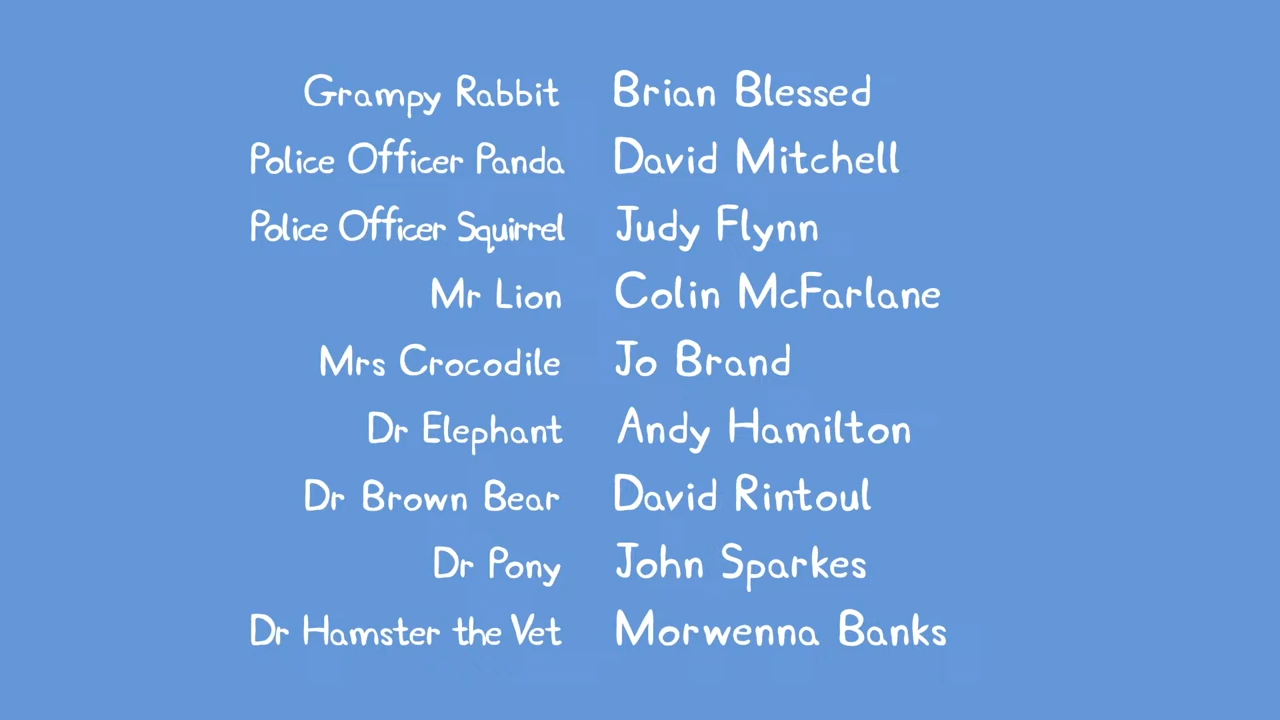 Grampy Rabbit Brian Blessed
Police Officer Panda David Mitchell
Police Officer Squirrel Judy Flynn
Mr Lion Colin McFarlane
Mrs Crocodile Jo Brand
Dr Elephant Andy Hamilton
Dr Brown Bear David Rintoul
Dr Pony John Sparkes
Dr Hamster the Vet Morwenna Banks